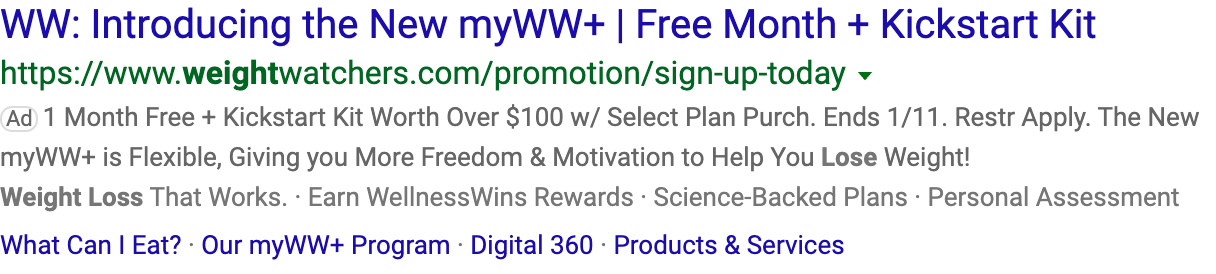 WW: Introducing the New myWW+ | Free Month + Kickstart Kit
https://www.weightwatchers.com/promotion/sign-up-today
Ad 1 Month Free + Kickstart Kit Worth Over $100 w/ Select Plan Purch. Ends 1/11. Restr Apply. The New
myWW+ is Flexible, Giving you More Freedom & Motivation to Help You Lose Weight!
Weight Loss That Works. · Earn WellnessWins Rewards · Science-Backed Plans · Personal Assessment
What Can I Eat? · Our myWW+ Program · Digital 360 · Products & Services